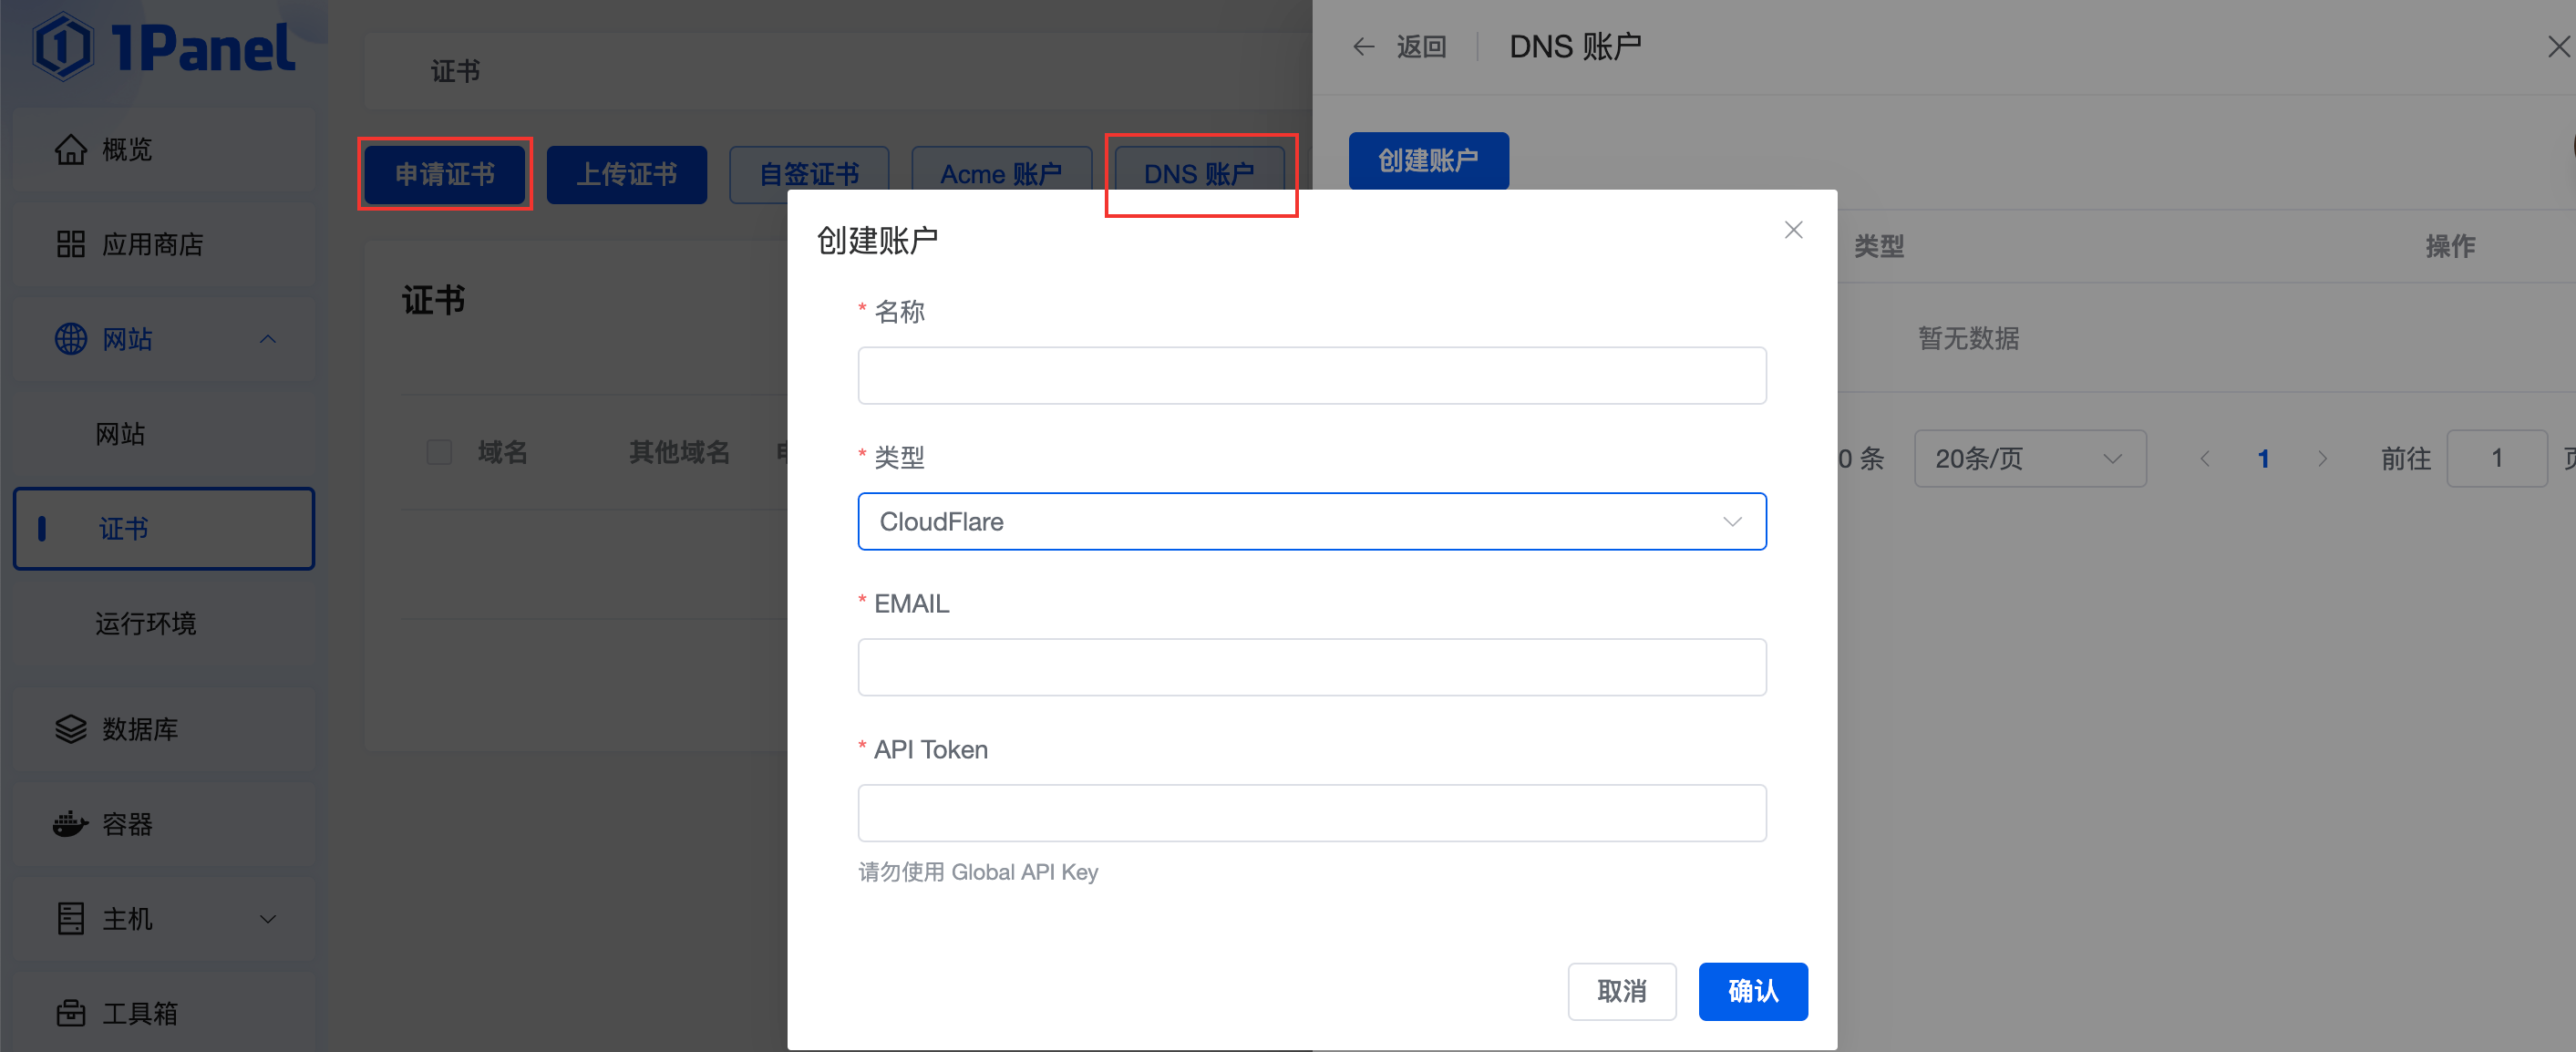 1Panel
概览
应用商店
网站
网站
证书
运行环境
数据库
容器
主机
工具箱
证书
申请证书
上传证书
自签证书
Acme 账户
DNS 账户
证书
域名
其他域名
返回
DNS 账户
创建账户
类型
操作
暂无数据
0 条
20条/页
1
前往
1
创建账户
* 名称
* 类型
CloudFlare
* EMAIL
* API Token
请勿使用 Global API Key
取消
确认